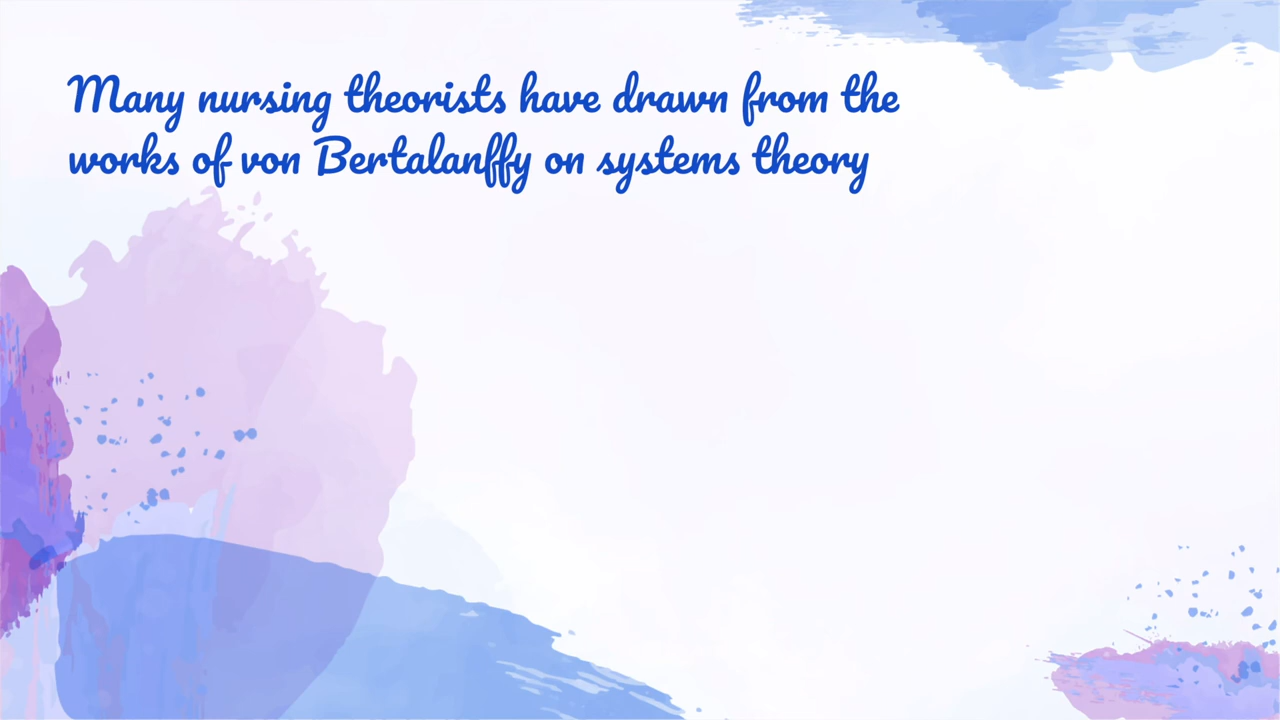 Many nursing theorists have drawn from the
works of von Bertalanffy on systems theory